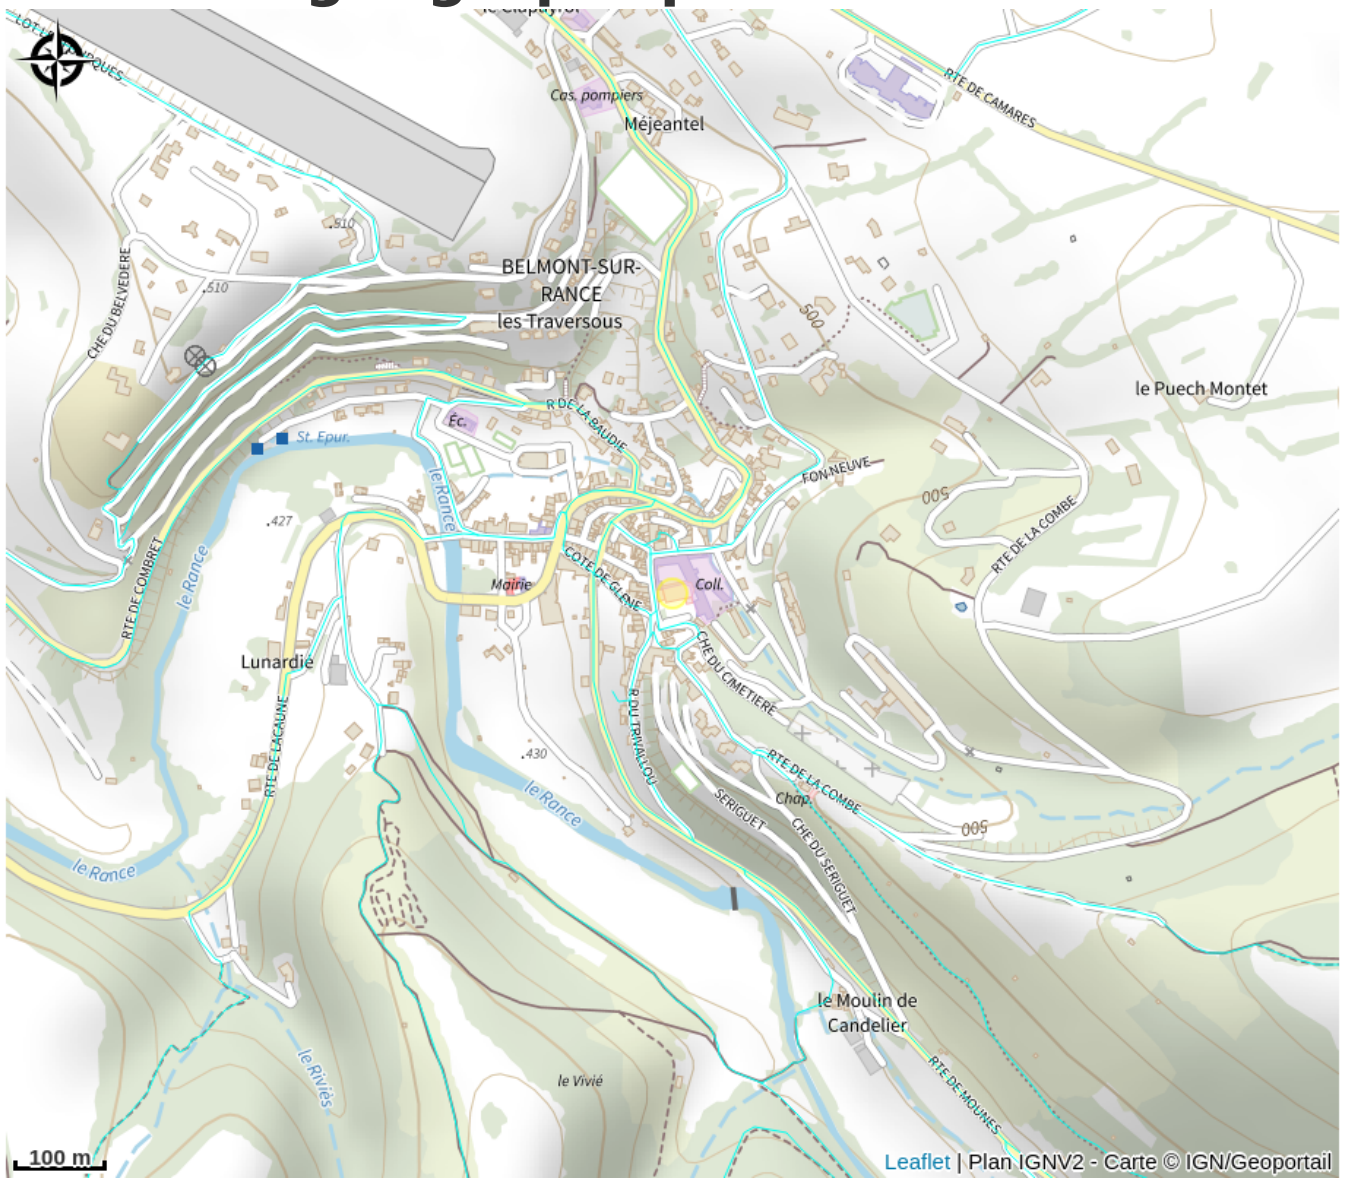 le Clapayrol
Cas. pompiers
Méjeantel
RTE DE CAMARES
.510
BELMONT-SUR-
RANCE
.510
CHE DU BELVEDERE
les Traversous
500
le Puech Montet
R DE LA BAUDIE
Éc.
St. Epur.
FON NEUVE
500
le Rance
.427
RTE DE LA COMBE
RTE DE COMBRET
le Rance
COTE DE GLENE
Mairie
Coll.
Lunardié
CHE DU CIMETIERE
R DU TRIVALLOU
RTE DE LACAUNE
.430
RTE DE LA COMBE
le Rance
Chap.
SERIGUET
500
CHE DU SERIGUET
le Rance
le Moulin de
Candelier
le Riviès
le Vivié
RTE DE MOUNES
100 m
Leaflet | Plan IGNV2 - Carte © IGN/Geoportail